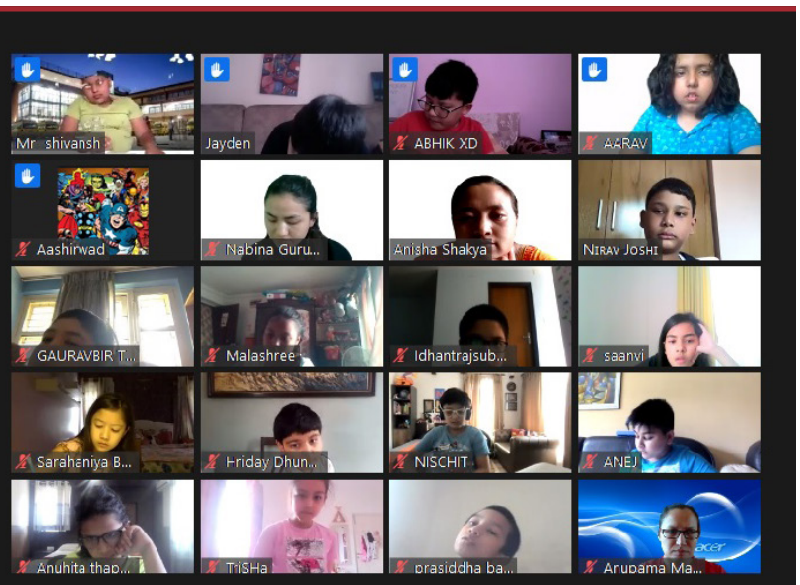 Mr shivansh
Jayden
ABHIK XD
AARAV
Aashirwad
Nabina Guru...
Anisha Shakya
Nirav Joshi
GAURAVBIR T...
Malashree
Idhantrajsub...
saanvi
Sarahaniya B...
Hriday Dhun...
NISCHIT
ANEJ
Anuhita thap...
TriSHa
prasiddha ba...
Arupama Ma...
acer